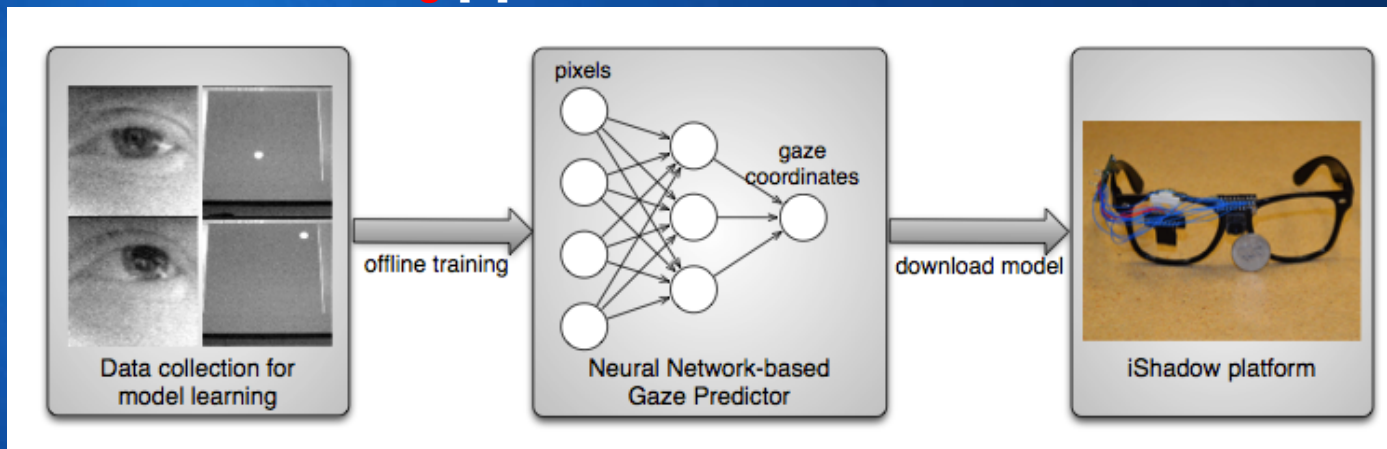 pixels
gaze
coordinates
offline training
download model
Data collection for
model learning
Neural Network-based
Gaze Predictor
iShadow platform